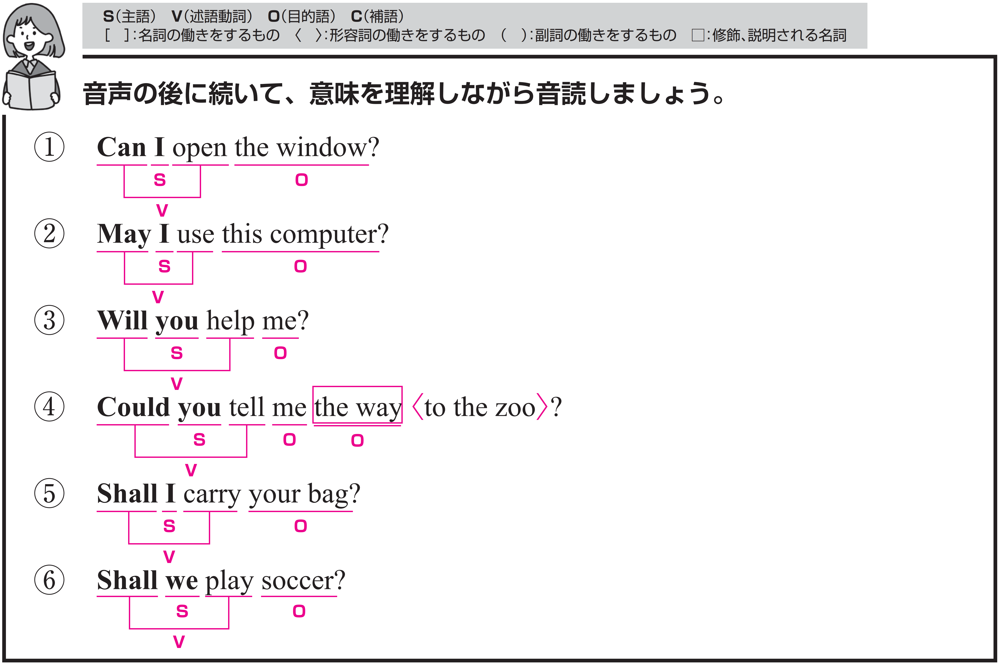 S（主語） V（述語動詞） O（目的語） C（補語）
［ ］：名詞の働きをするもの 〈 〉：形容詞の働きをするもの （ ）：副詞の働きをするもの □：修飾、説明される名詞
音声の後に続いて、意味を理解しながら音読しましょう。
① Can I open the window?
S O
V
② May I use this computer?
S O
V
③ Will you help me?
S O
V
④ Could you tell me the way 〈to the zoo〉?
S O O
V
⑤ Shall I carry your bag?
S O
V
⑥ Shall we play soccer?
S O
V